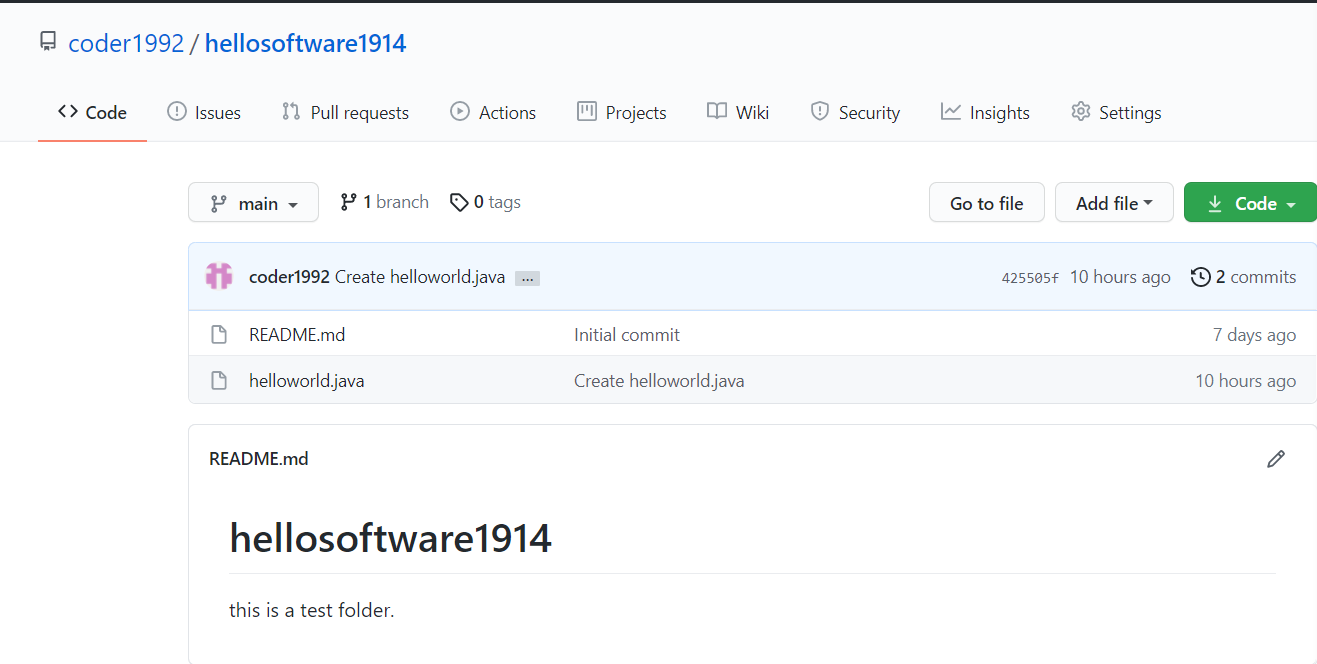 coder1992 / hellosoftware1914
Code Issues Pull requests Actions Projects Wiki Security Insights Settings
main 1 branch 0 tags Go to file Add file Code
coder1992 Create helloworld.java ... 425505f 10 hours ago 2 commits
README.md Initial commit 7 days ago
helloworld.java Create helloworld.java 10 hours ago
README.md
hellosoftware1914
this is a test folder.